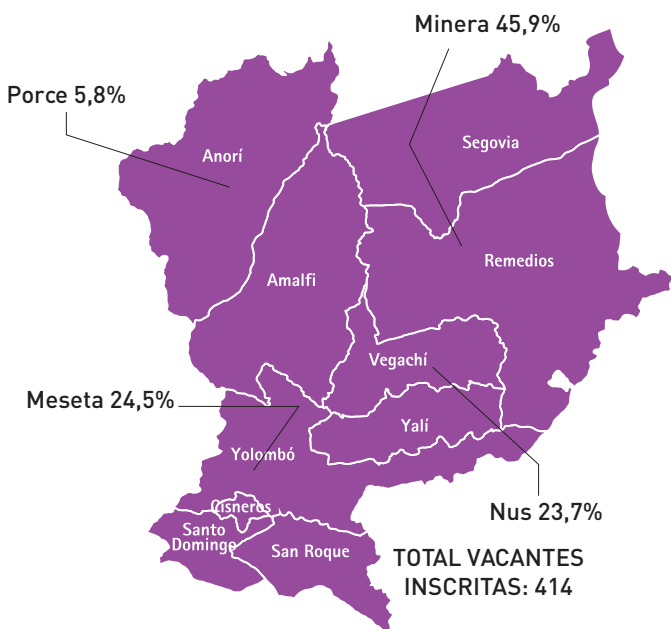 Minera 45,9%
Porce 5,8%
Segovia
Anorí
Remedios
Amalfi
Vegachí
Meseta 24,5%
Yalí
Yolombó
Cisneros
Nus 23,7%
Santo
Domingo
San Roque
TOTAL VACANTES
INSCRITAS: 414